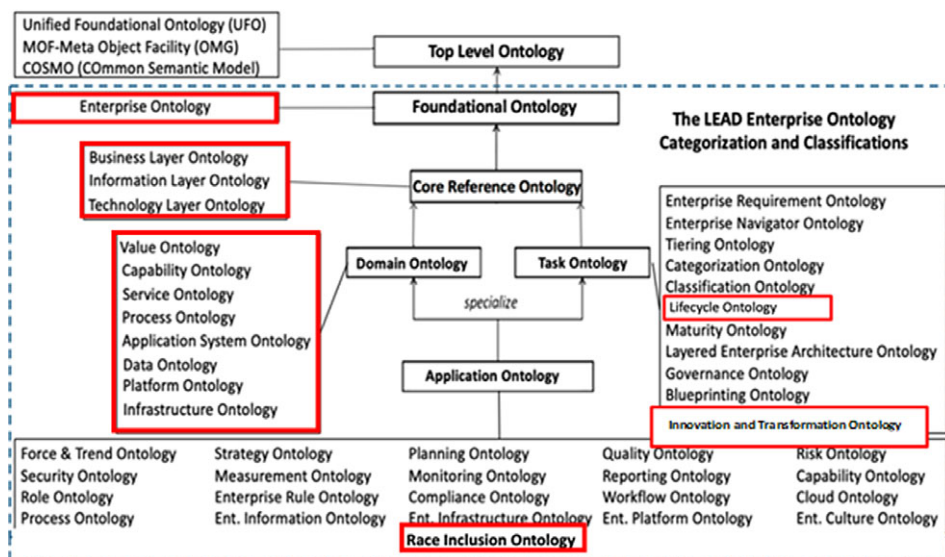 Unified Foundational Ontology (UFO)
MOF-Meta Object Facility (OMG)
COSMO (COmmon Semantic Model)
Top Level Ontology
Enterprise Ontology
Foundational Ontology
The LEAD Enterprise Ontology
Categorization and Classifications
Business Layer Ontology
Information Layer Ontology
Technology Layer Ontology
Core Reference Ontology
Value Ontology
Capability Ontology
Service Ontology
Process Ontology
Application System Ontology
Data Ontology
Platform Ontology
Infrastructure Ontology
Domain Ontology
Task Ontology
specialize
Application Ontology
Enterprise Requirement Ontology
Enterprise Navigator Ontology
Tiering Ontology
Categorization Ontology
Classification Ontology
Lifecycle Ontology
Maturity Ontology
Layered Enterprise Architecture Ontology
Governance Ontology
Blueprinting Ontology
Innovation and Transformation Ontology
Force & Trend Ontology
Security Ontology
Role Ontology
Process Ontology
Strategy Ontology
Measurement Ontology
Enterprise Rule Ontology
Ent. Information Ontology
Planning Ontology
Monitoring Ontology
Compliance Ontology
Ent. Infrastructure Ontology
Quality Ontology
Reporting Ontology
Workflow Ontology
Ent. Platform Ontology
Risk Ontology
Capability Ontology
Cloud Ontology
Ent. Culture Ontology
Race Inclusion Ontology